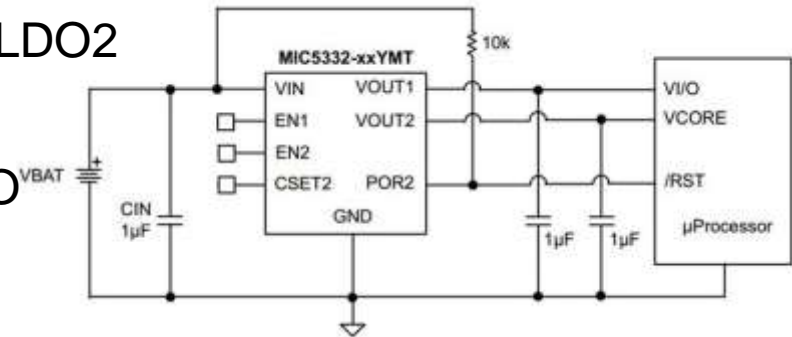 LDO2
O
10k
MIC5332-xxYMT
VIN VOUT1
EN1 VOUT2
EN2
CSET2 POR2
GND
VBAT
+
CIN
1µF
1µF
1µF
VI/O
VCORE
/RST
µProcessor